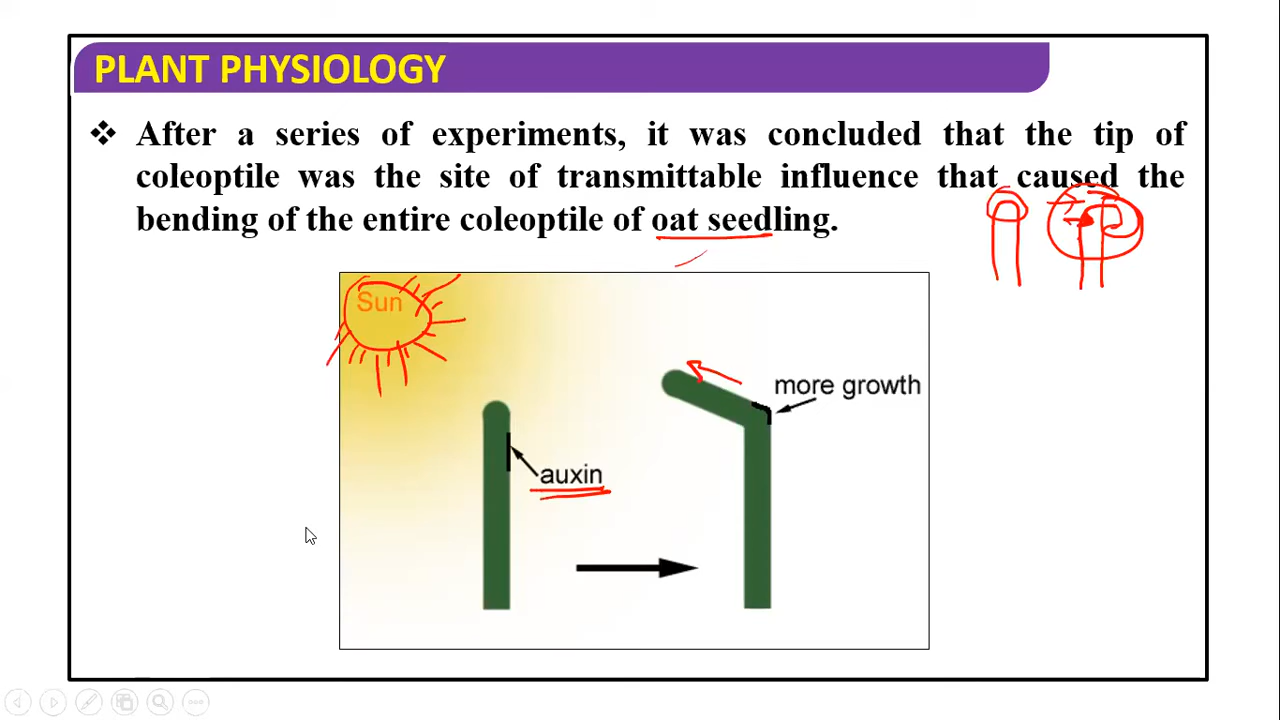 PLANT PHYSIOLOGY
❖ After a series of experiments, it was concluded that the tip of
coleoptile was the site of transmittable influence that caused the
bending of the entire coleoptile of oat seedling.
Sun
more growth
auxin